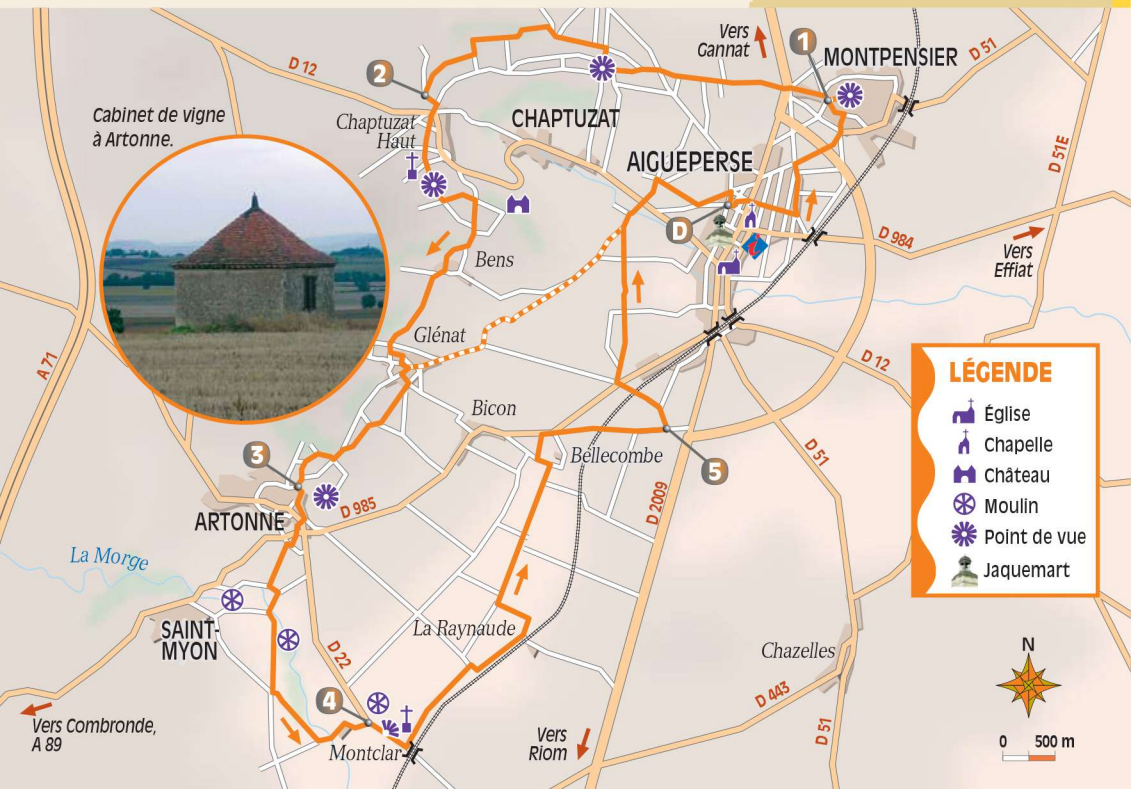 Vers
Gannat
1
MONTPENSIER
D 51
D 12
2
Cabinet de vigne
à Artonne.
Chaptuzat
Haut
CHAPTUZAT
AIGUEPERSE
D 51E
D
D 984
Vers
Effiat
Bens
A 71
Glénat
D 12
LÉGENDE
Église
Chapelle
Château
Moulin
Point de vue
Jaquemart
Bicon
3
Bellecombe
5
D 51
D 985
D 2009
ARTONNE
La Morge
SAINT-
MYON
La Raynaude
D 22
Chazelles
N
4
D 443
Vers Combronde,
A 89
Montclar
Vers
Riom
D 51
0 500 m